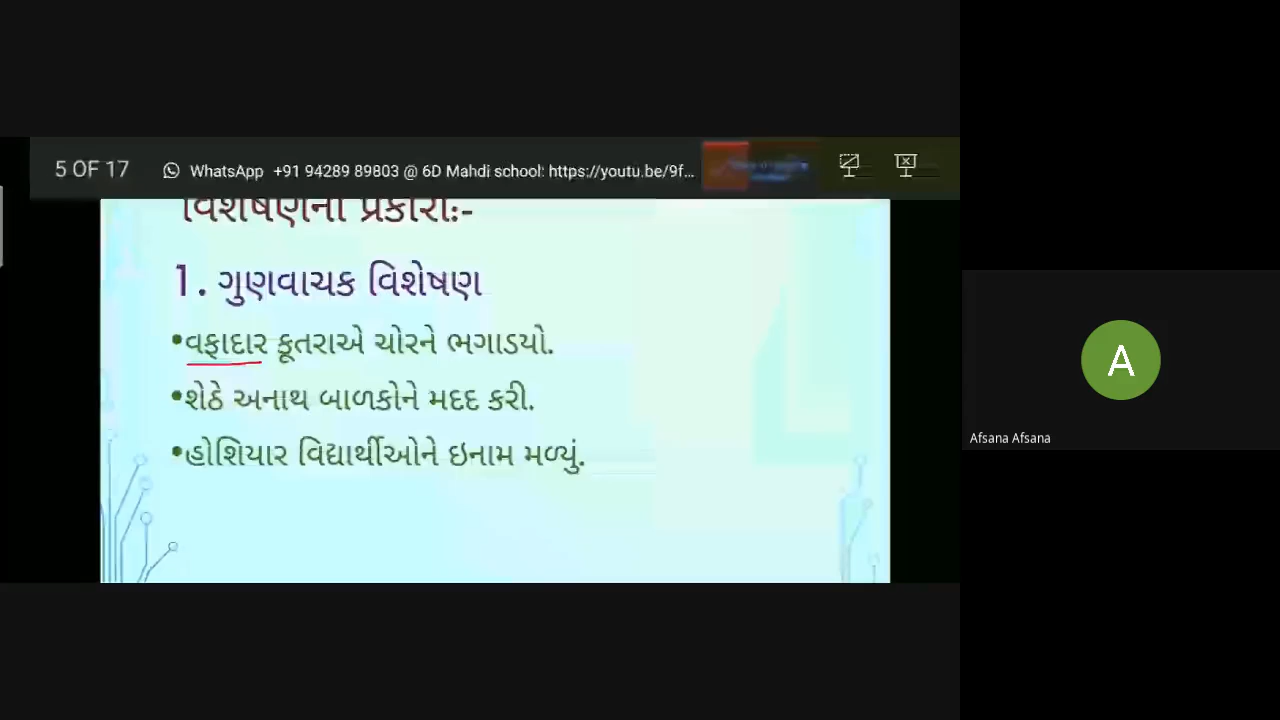 5 OF 17
WhatsApp +91 94289 89803 @ 6D Mahdi school: https://youtu.be/9f...
વિશેષણના પ્રકારો:-
1. ગુણવાચક વિશેષણ
•વફાદાર કૂતરાએ ચોરને ભગાડયો.
•શેઠે અનાથ બાળકોને મદદ કરી.
•હોશિયાર વિદ્યાર્થીઓને ઇનામ મળ્યું.
A
Afsana Afsana